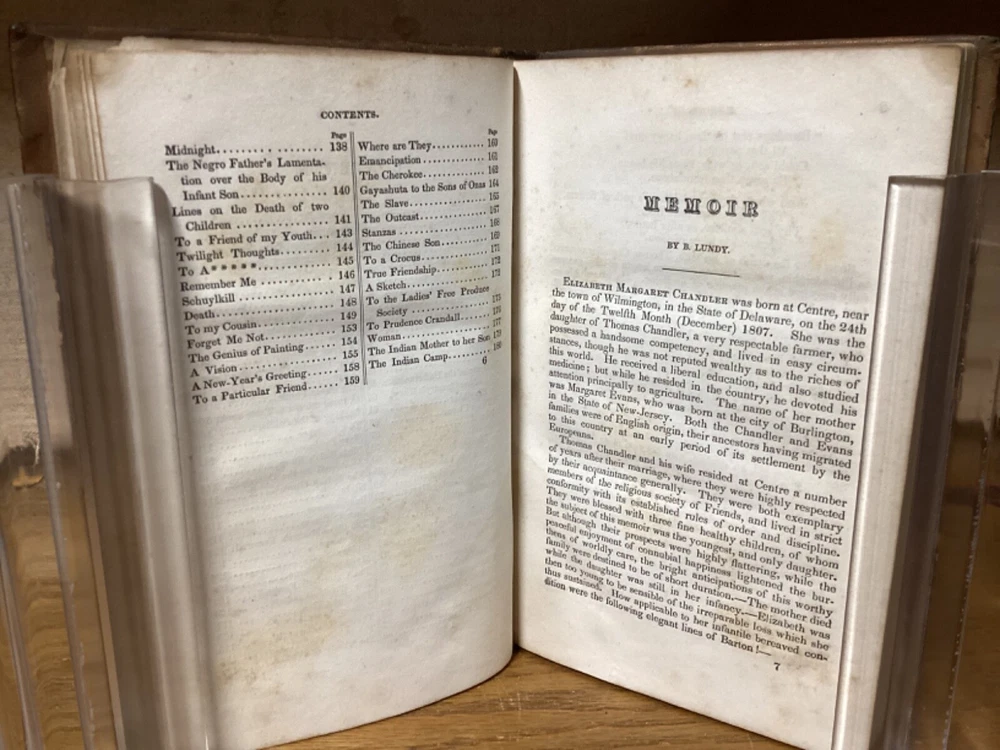 CONTENTS.
Page
Midnight.......... ......... 138
The Negro Father's Lamenta-
tion over the Body of his
Infant Son ............... 140
Lines on the Death of two
Children ................ 141
To a Friend of my Youth... 143
Twilight Thoughts......... 144
To A*****............... 145
Remember Me ............ 146
Schuylkill ................. 147
Death..................... 148
To my Cousin............. 149
Forget Me Not............ 153
The Genius of Painting..... 154
A Vision.................. 155
A New-Year's Greeting...... 158
To a Particular Friend...... 159
Page
Where are They........... 160
Emancipation ............. 161
The Cherokee............. 162
Gayashuta to the Sons of Onas 164
The Slave................. 165
The Outcast............... 167
Stanzas .................. 168
The Chinese Son........... 169
To a Crocus............... 171
True Friendship............ 172
A Sketch.................. 173
To the Ladies' Free Produce
Society ................. 175
To Prudence Crandall....... 176
Woman................... 177
The Indian Mother to her Son 179
The Indian Camp.......... 180
6
MEMOIR
BY B. LUNDY.
ELIZABETH MARGARET CHANDLER was born at Centre, near
the town of Wilmington, in the State of Delaware, on the 24th
day of the Twelfth Month (December) 1807. She was the
daughter of Thomas Chandler, a very respectable farmer, who
possessed a handsome competency, and lived in easy circum-
stances, though he was not reputed wealthy as to the riches of
this world. He received a liberal education, and also studied
medicine; but while he resided in the country, he devoted his
attention principally to agriculture. The name of her mother
was Margaret Evans, who was born at the city of Burlington,
in the State of New-Jersey. Both the Chandler and Evans
families were of English origin, their ancestors having migrated
to this country at an early period of its settlement by the
Europeans.
Thomas Chandler and his wife resided at Centre a number
of years after their marriage, where they were highly respected
by their acquaintance generally. They were both exemplary
members of the religious society of Friends, and lived in strict
conformity with its established rules of order and discipline.
They were blessed with three fine healthy children, of whom
the subject of this memoir was the youngest, and only daughter.
But although their prospects were highly flattering, while the
peaceful enjoyment of connubial happiness lightened the bur-
thens of worldly care, the bright anticipations of this worthy
family were destined to be of short duration.—The mother died
while the daughter was still in her infancy.—Elizabeth was
then too young to be sensible of the irreparable loss which she
thus sustained. How applicable to her infantile bereaved con-
dition were the following elegant lines of Barton!—
7